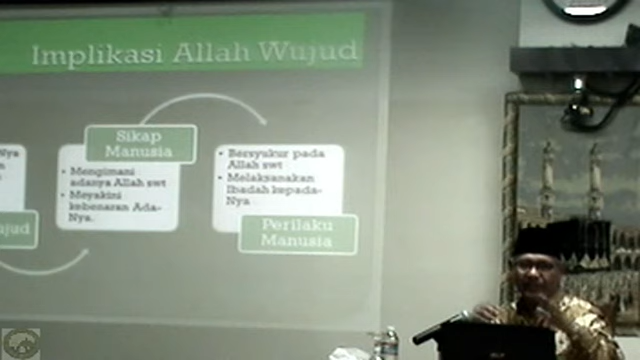 Implikasi Allah Wujud
Nya
ujud
Sikap
Manusia
• Mengimani
adanya Allah swt
• Meyakini
kebenaran Ada-
Nya.
• Bersyukur pada
Allah swt
• Melaksanakan
Ibadah kepada-
Nya
Perilaku
Manusia